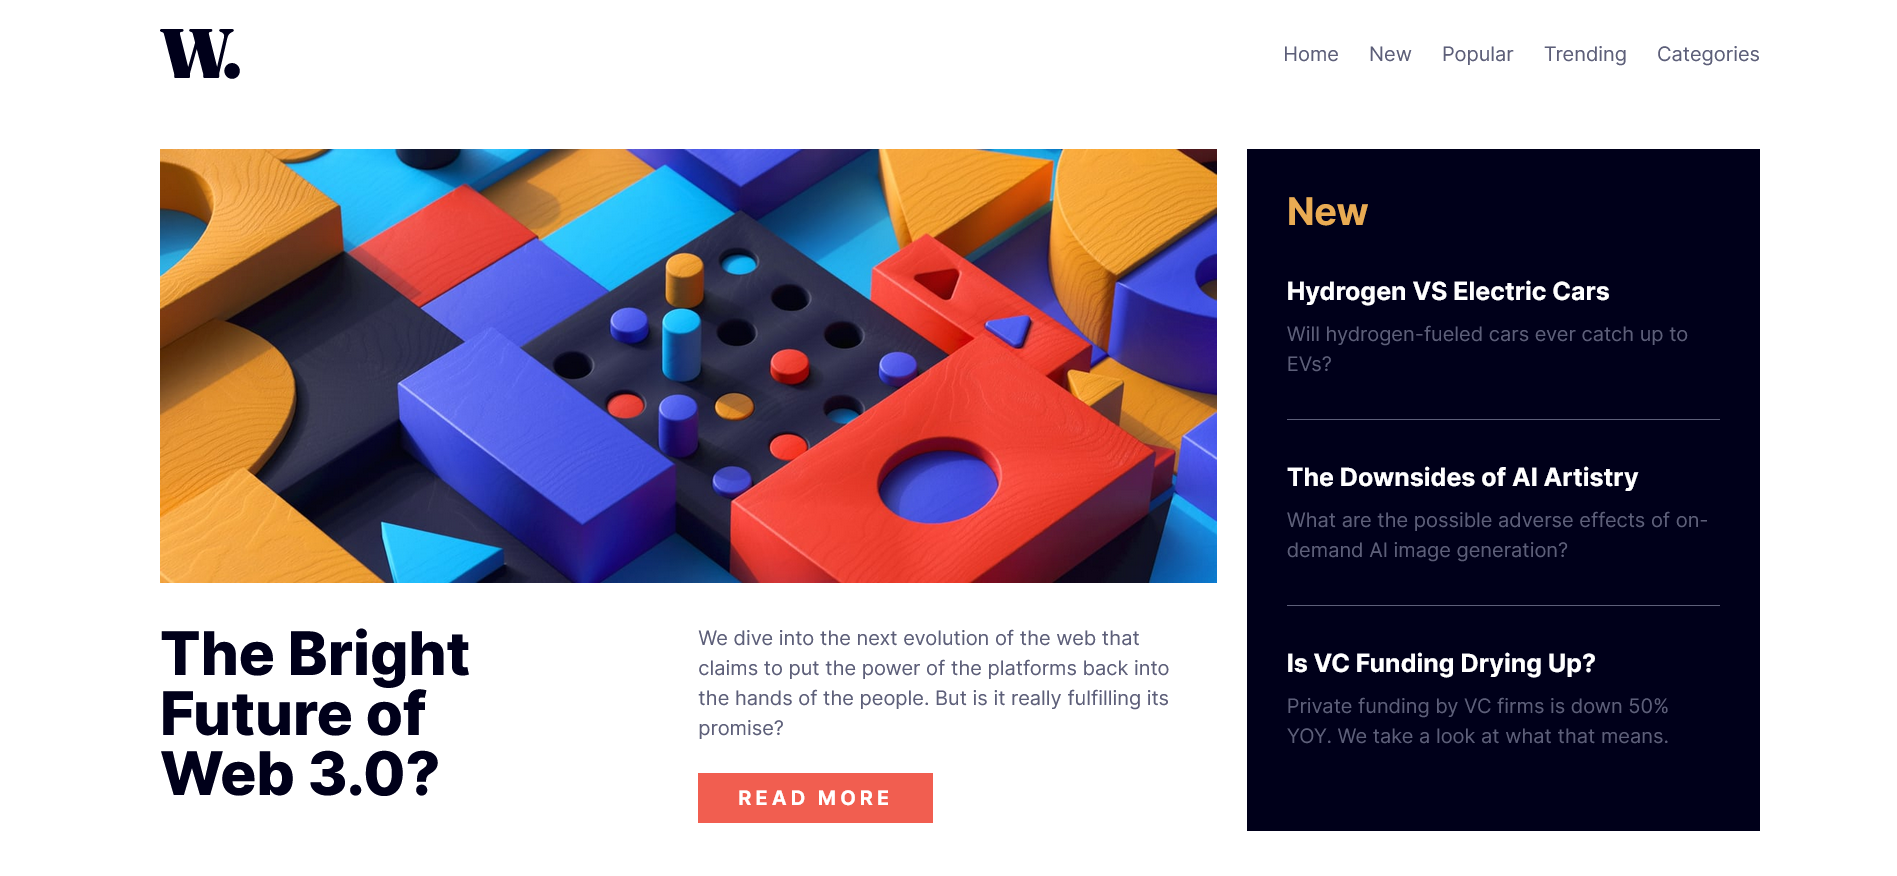 W.
Home New Popular Trending Categories
The Bright
Future of
Web 3.0?
We dive into the next evolution of the web that
claims to put the power of the platforms back into
the hands of the people. But is it really fulfilling its
promise?
READ MORE
New
Hydrogen VS Electric Cars
Will hydrogen-fueled cars ever catch up to
EVs?
The Downsides of AI Artistry
What are the possible adverse effects of on-
demand AI image generation?
Is VC Funding Drying Up?
Private funding by VC firms is down 50%
YOY. We take a look at what that means.